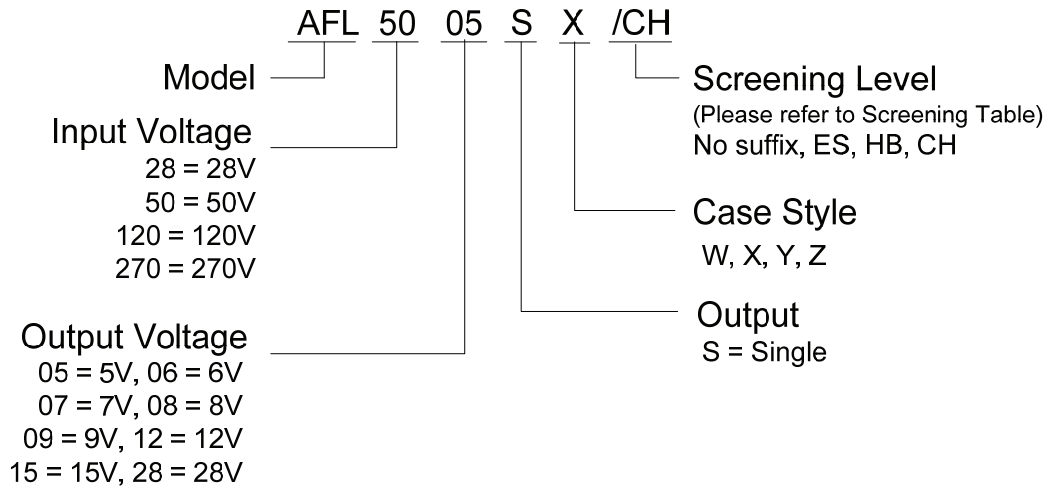 AFL 50 05 S X /CH
Model
Input Voltage
28 = 28V
50 = 50V
120 = 120V
270 = 270V
Output Voltage
05 = 5V, 06 = 6V
07 = 7V, 08 = 8V
09 = 9V, 12 = 12V
15 = 15V, 28 = 28V
Screening Level
(Please refer to Screening Table)
No suffix, ES, HB, CH
Case Style
W, X, Y, Z
Output
S = Single